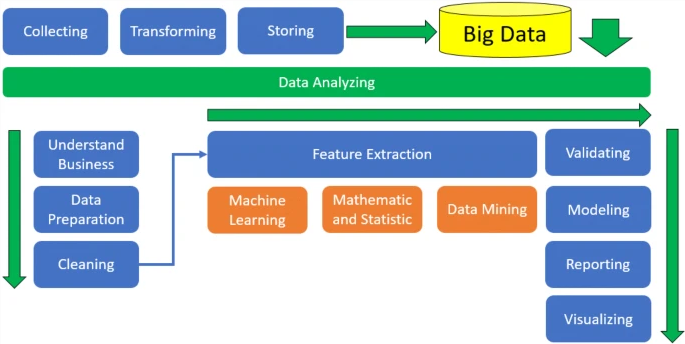 Collecting
Transforming
Storing
Big Data
Data Analyzing
Understand
Business
Data
Preparation
Cleaning
Feature Extraction
Machine
Learning
Mathematic
and Statistic
Data Mining
Validating
Modeling
Reporting
Visualizing